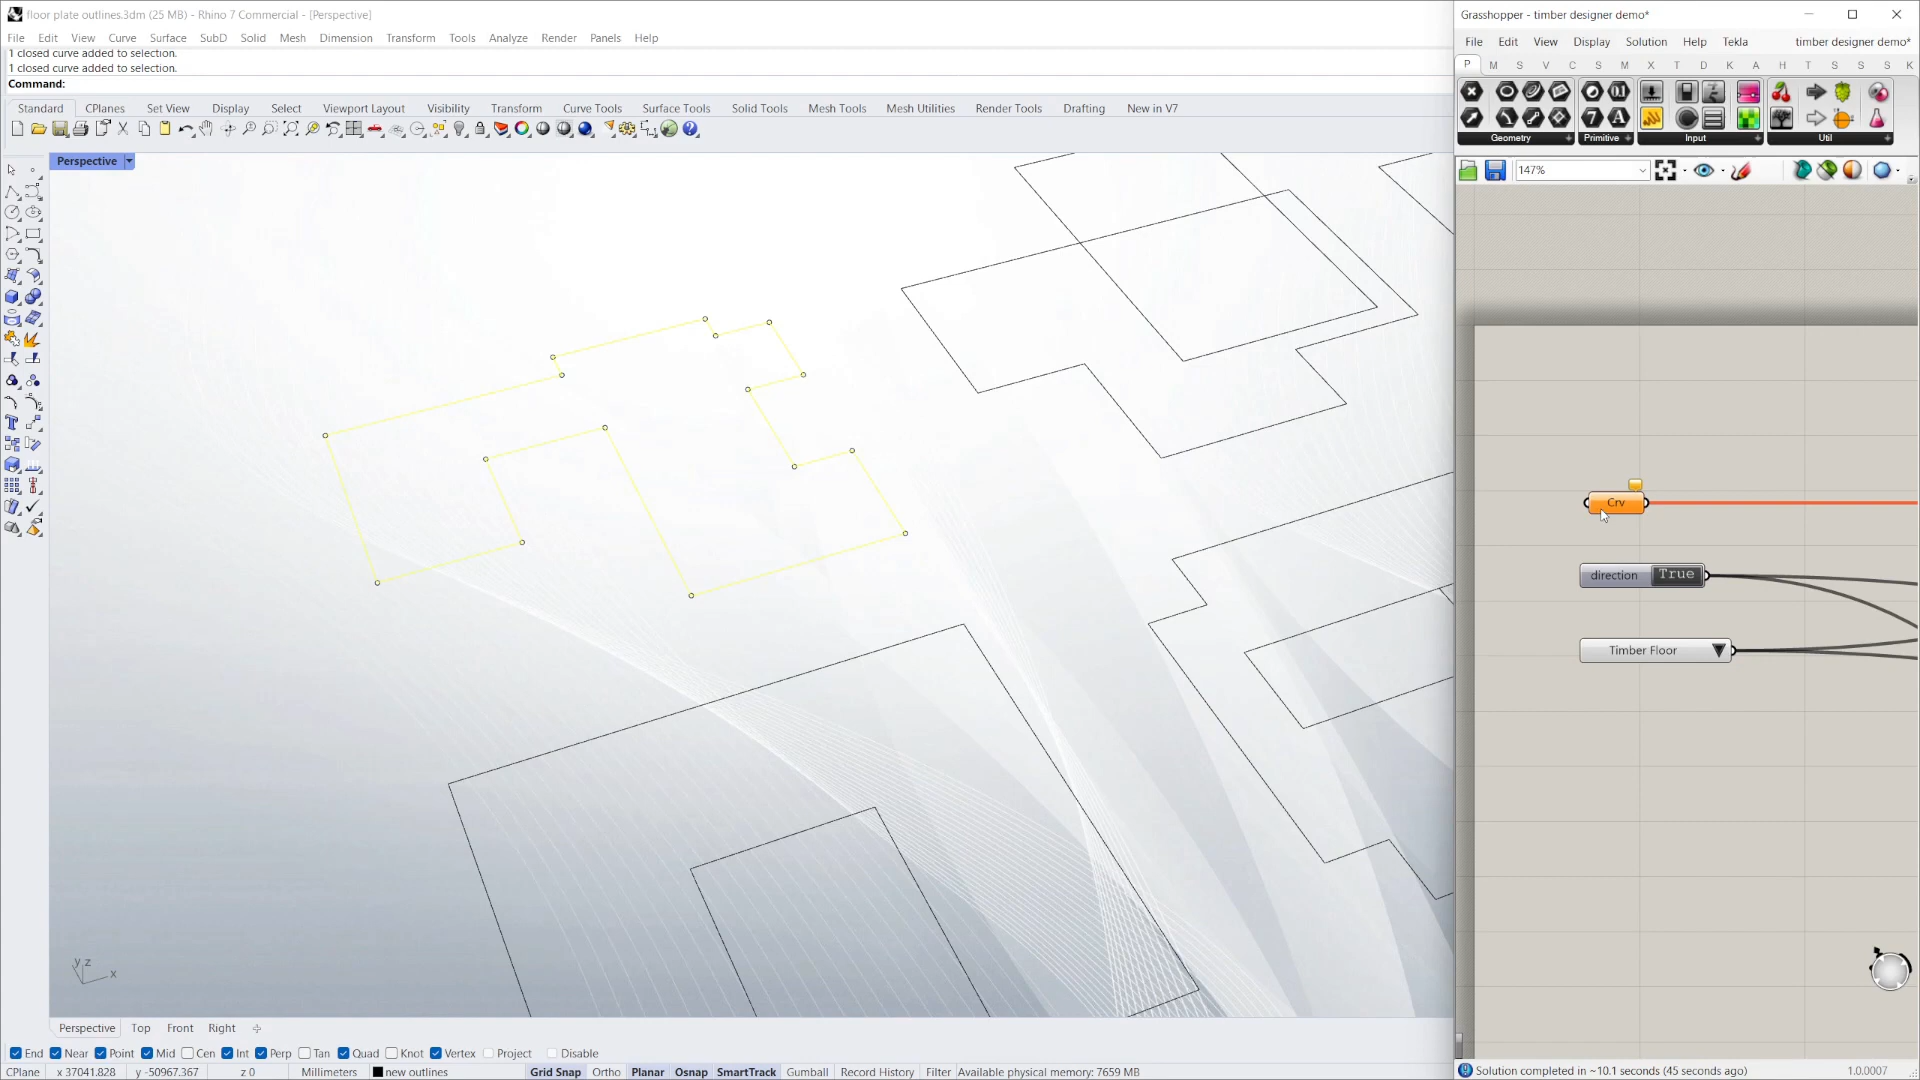 floor plate outlines.3dm (25 MB) - Rhino 7 Commercial - [Perspective]
File Edit View Curve Surface SubD Solid Mesh Dimension Transform Tools Analyze Render Panels Help
1 closed curve added to selection.
1 closed curve added to selection.
Command:
Standard CPlanes Set View Display Select Viewport Layout Visibility Transform Curve Tools Surface Tools Solid Tools Mesh Tools Mesh Utilities Render Tools Drafting New in V7
Perspective
y z
x
Perspective Top Front Right
End Near Point Mid Cen Int Perp Tan Quad Knot Vertex Project Disable
CPlane x 37041.828 y -50967.367 z 0 Millimeters new outlines Grid Snap Ortho Planar Osnap SmartTrack Gumball Record History Filter Available physical memory: 7659 MB
Grasshopper - timber designer demo*
File Edit View Display Solution Help Tekla timber designer demo*
P M S V C S M X T D K A H T S S S K
Geometry Primitive Input Util
147%
Crv
direction True
Timber Floor
Solution completed in ~10.1 seconds (45 seconds ago) 1.0.0007